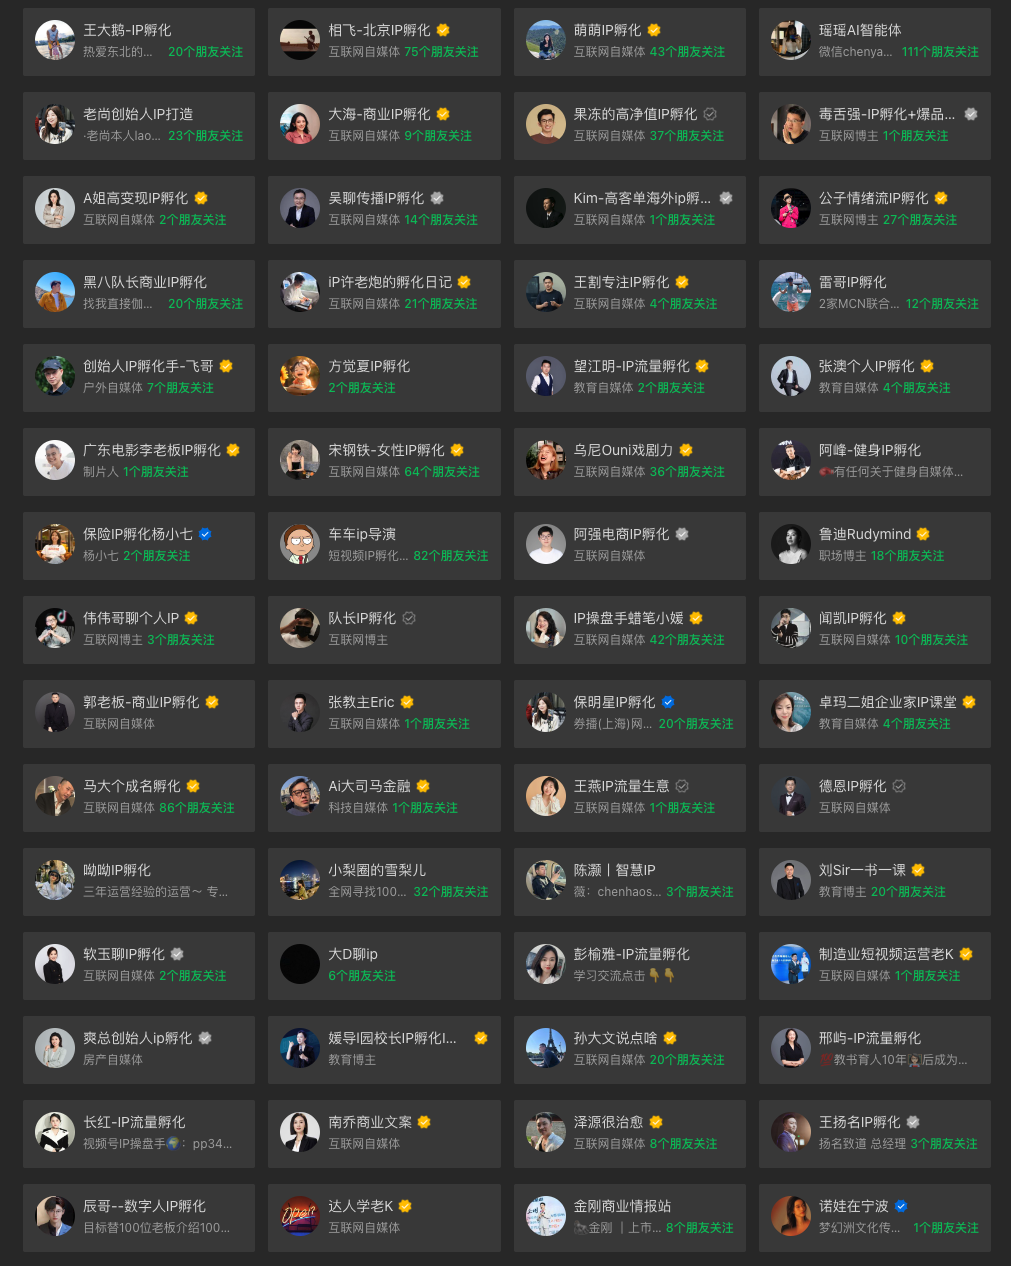 王大鹅-IP孵化
热爱东北的... 20个朋友关注
相飞-北京IP孵化
互联网自媒体 75个朋友关注
萌萌IP孵化
互联网自媒体 43个朋友关注
瑶瑶AI智能体
微信chenya... 111个朋友关注
老尚创始人IP打造
·老尚本人lao... 23个朋友关注
大海-商业IP孵化
互联网自媒体 9个朋友关注
果冻的高净值IP孵化
互联网自媒体 37个朋友关注
毒舌强-IP孵化+爆品...
互联网博主 1个朋友关注
A姐高变现IP孵化
互联网自媒体 2个朋友关注
吴聊传播IP孵化
互联网自媒体 14个朋友关注
Kim-高客单海外ip孵...
互联网自媒体 1个朋友关注
公子情绪流IP孵化
互联网博主 27个朋友关注
黑八队长商业IP孵化
找我直接伽... 20个朋友关注
iP许老炮的孵化日记
互联网自媒体 21个朋友关注
王割专注IP孵化
互联网自媒体 4个朋友关注
雷哥IP孵化
2家MCN联合... 12个朋友关注
创始人IP孵化手-飞哥
户外自媒体 7个朋友关注
方觉夏IP孵化
2个朋友关注
望江明-IP流量孵化
教育自媒体 2个朋友关注
张澳个人IP孵化
教育自媒体 4个朋友关注
广东电影李老板IP孵化
制片人 1个朋友关注
宋钢铁-女性IP孵化
互联网自媒体 64个朋友关注
乌尼Ouni戏剧力
互联网自媒体 36个朋友关注
阿峰-健身IP孵化
有任何关于健身自媒体...
保险IP孵化杨小七
杨小七 2个朋友关注
车车ip导演
短视频IP孵化... 82个朋友关注
阿强电商IP孵化
互联网自媒体
鲁迪Rudymind
职场博主 18个朋友关注
伟伟哥聊个人IP
互联网博主 3个朋友关注
队长IP孵化
互联网博主
IP操盘手蜡笔小媛
互联网自媒体 42个朋友关注
闻凯IP孵化
互联网自媒体 10个朋友关注
郭老板-商业IP孵化
互联网自媒体
张教主Eric
互联网自媒体 1个朋友关注
保明星IP孵化
券播(上海)网... 20个朋友关注
卓玛二姐企业家IP课堂
教育自媒体 4个朋友关注
马大个成名孵化
互联网自媒体 86个朋友关注
Ai大司马金融
科技自媒体 1个朋友关注
王燕IP流量生意
互联网自媒体 1个朋友关注
德恩IP孵化
互联网自媒体
呦呦IP孵化
三年运营经验的运营～ 专...
小梨圈的雪梨儿
全网寻找100... 32个朋友关注
陈灏丨智慧IP
薇：chenhaos... 3个朋友关注
刘Sir一书一课
教育博主 20个朋友关注
软玉聊IP孵化
互联网自媒体 2个朋友关注
大D聊ip
6个朋友关注
彭榆雅-IP流量孵化
学习交流点击👇👇
制造业短视频运营老K
互联网自媒体 1个朋友关注
爽总创始人ip孵化
房产自媒体
媛导I园校长IP孵化I...
教育博主
孙大文说点啥
互联网自媒体 20个朋友关注
邢屿-IP流量孵化
教书育人10年后成为...
长红-IP流量孵化
视频号IP操盘手🌍：pp34...
南乔商业文案
互联网自媒体
泽源很治愈
互联网自媒体 8个朋友关注
王扬名IP孵化
扬名致道 总经理 3个朋友关注
辰哥--数字人IP孵化
目标替100位老板介绍100...
Open
达人学老K
互联网自媒体
金刚商业情报站
金刚 ｜上市... 8个朋友关注
诺娃在宁波
梦幻洲文化传... 1个朋友关注